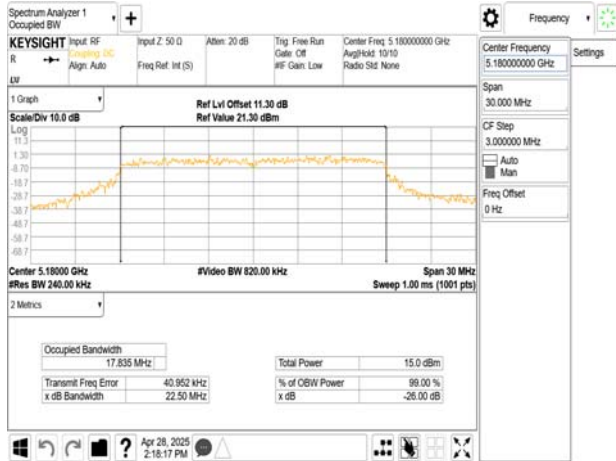 Spectrum Analyzer 1
Occupied BW
+
Frequency
KEYSIGHT Input: RF Input Z: 50 Ω Atten: 20 dB Trig: Free Run Center Freq: 5.180000000 GHz
R Coupling: DC Gate: Off Avg|Hold: 10/10
Align: Auto Freq Ref: Int (S) #IF Gain: Low Radio Std: None
LVI
1 Graph
Ref Lvl Offset 11.30 dB
Scale/Div 10.0 dB Ref Value 21.30 dBm
Log
11.3
1.30
-8.70
-18.7
-28.7
-38.7
-48.7
-58.7
-68.7
Center 5.18000 GHz #Video BW 820.00 kHz Span 30 MHz
#Res BW 240.00 kHz Sweep 1.00 ms (1001 pts)
2 Metrics
Occupied Bandwidth
17.835 MHz
Total Power 15.0 dBm
Transmit Freq Error 40.952 kHz % of OBW Power 99.00 %
x dB Bandwidth 22.50 MHz x dB -26.00 dB
?
Apr 28, 2025
2:18:17 PM
Center Frequency
5.180000000 GHz
Settings
Span
30.000 MHz
CF Step
3.000000 MHz
Auto
Man
Freq Offset
0 Hz